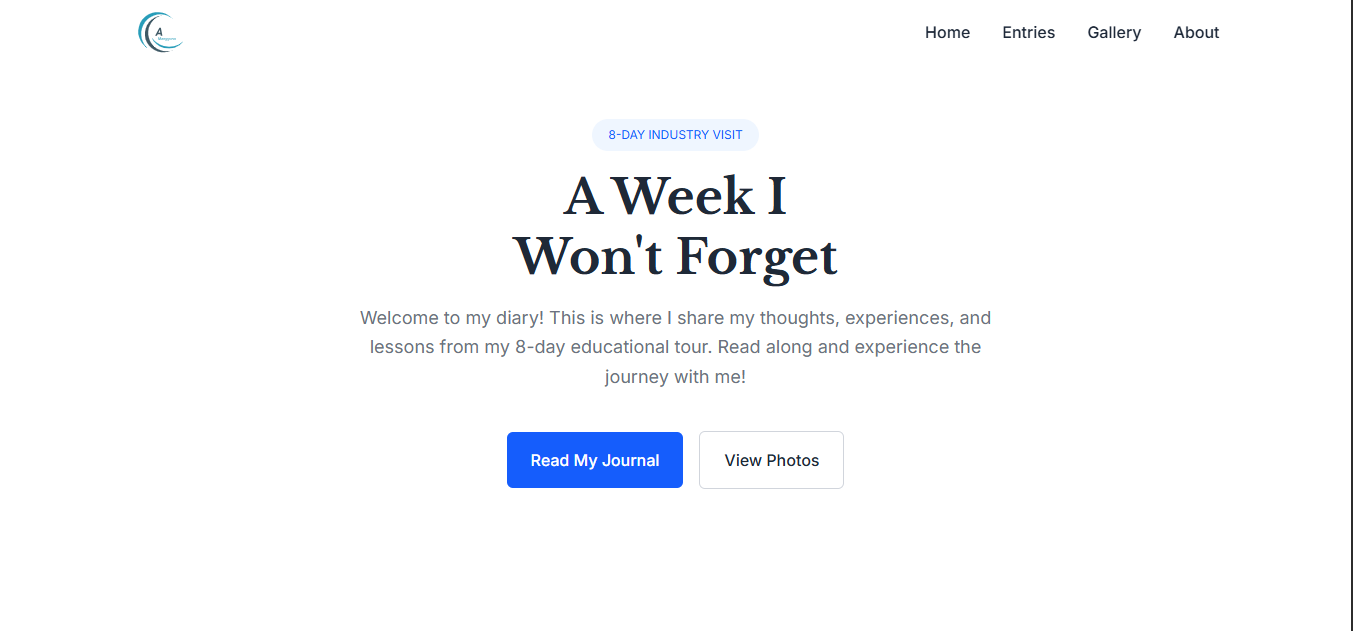 A
Home Entries Gallery About
8-DAY INDUSTRY VISIT
A Week I
Won't Forget
Welcome to my diary! This is where I share my thoughts, experiences, and
lessons from my 8-day educational tour. Read along and experience the
journey with me!
Read My Journal View Photos